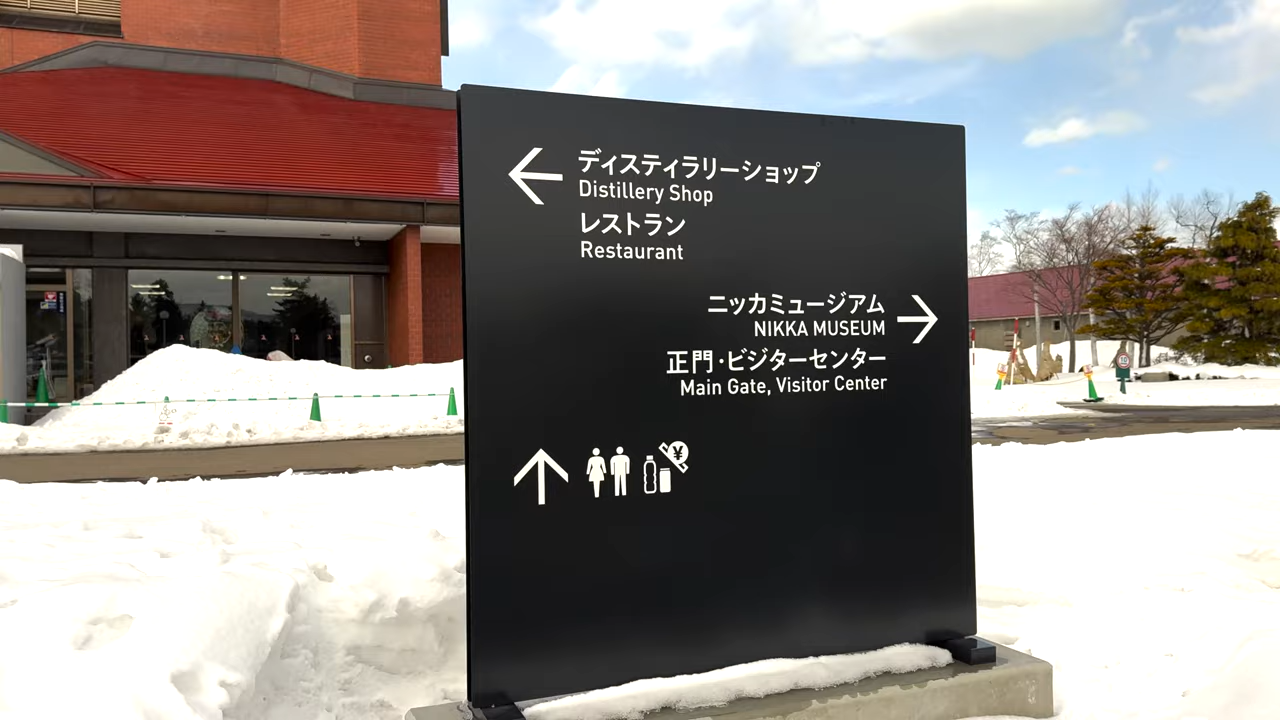 ディスティラリーショップ
Distillery Shop
レストラン
Restaurant
ニッカミュージアム
NIKKA MUSEUM
正門・ビジターセンター
Main Gate, Visitor Center
¥